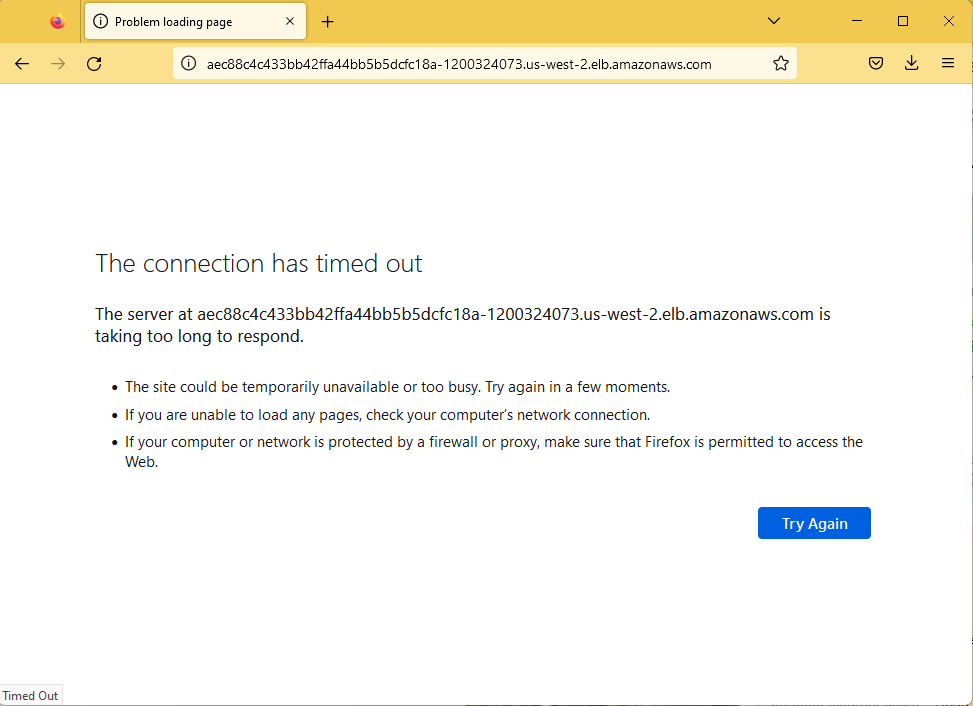 Problem loading page
aec88c4c433bb42ffa44bb5b5dcfc18a-1200324073.us-west-2.elb.amazonaws.com
The connection has timed out
The server at aec88c4c433bb42ffa44bb5b5dcfc18a-1200324073.us-west-2.elb.amazonaws.com is
taking too long to respond.
• The site could be temporarily unavailable or too busy. Try again in a few moments.
• If you are unable to load any pages, check your computer’s network connection.
• If your computer or network is protected by a firewall or proxy, make sure that Firefox is permitted to access the
Web.
Try Again
Timed Out